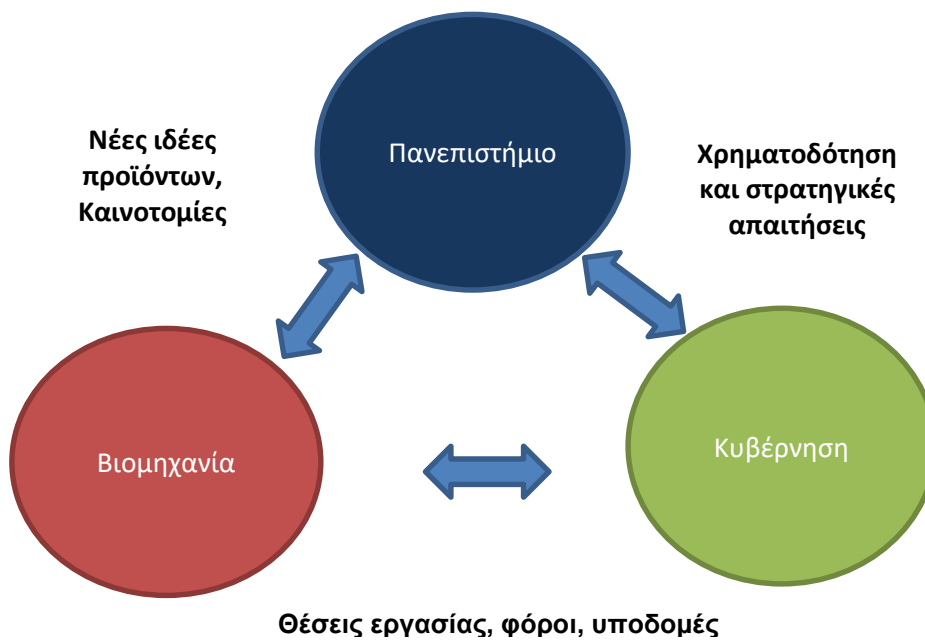 Πανεπιστήμιο
Νέες ιδέες
προϊόντων,
Καινοτομίες
Χρηματοδότηση
και στρατηγικές
απαιτήσεις
Βιομηχανία
Κυβέρνηση
Θέσεις εργασίας, φόροι, υποδομές